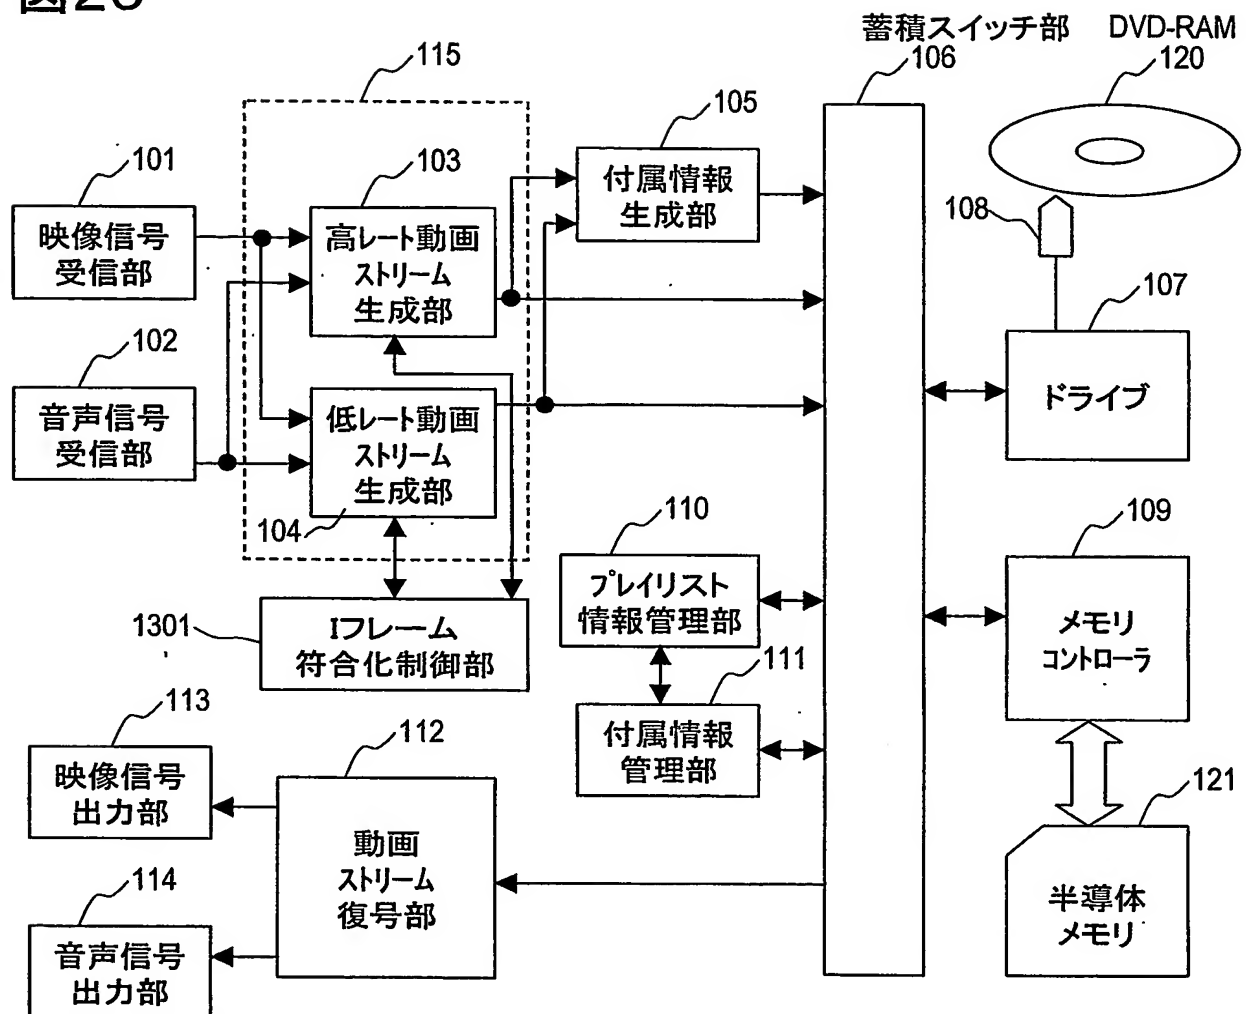 蓄積スイッチ部 DVD-RAM
115
106
120
105
101
103
映像信号
受信部
高レート動画
ストリーム
生成部
付属情報
生成部
108
107
102
音声信号
受信部
低レート動画
ストリーム
生成部
104
ドライブ
110
109
プレイリスト
情報管理部
メモリ
コントローラ
1301
Iフレーム
符合化制御部
111
113
112
付属情報
管理部
映像信号
出力部
121
動画
ストリーム
復号部
114
半導体
メモリ
音声信号
出力部